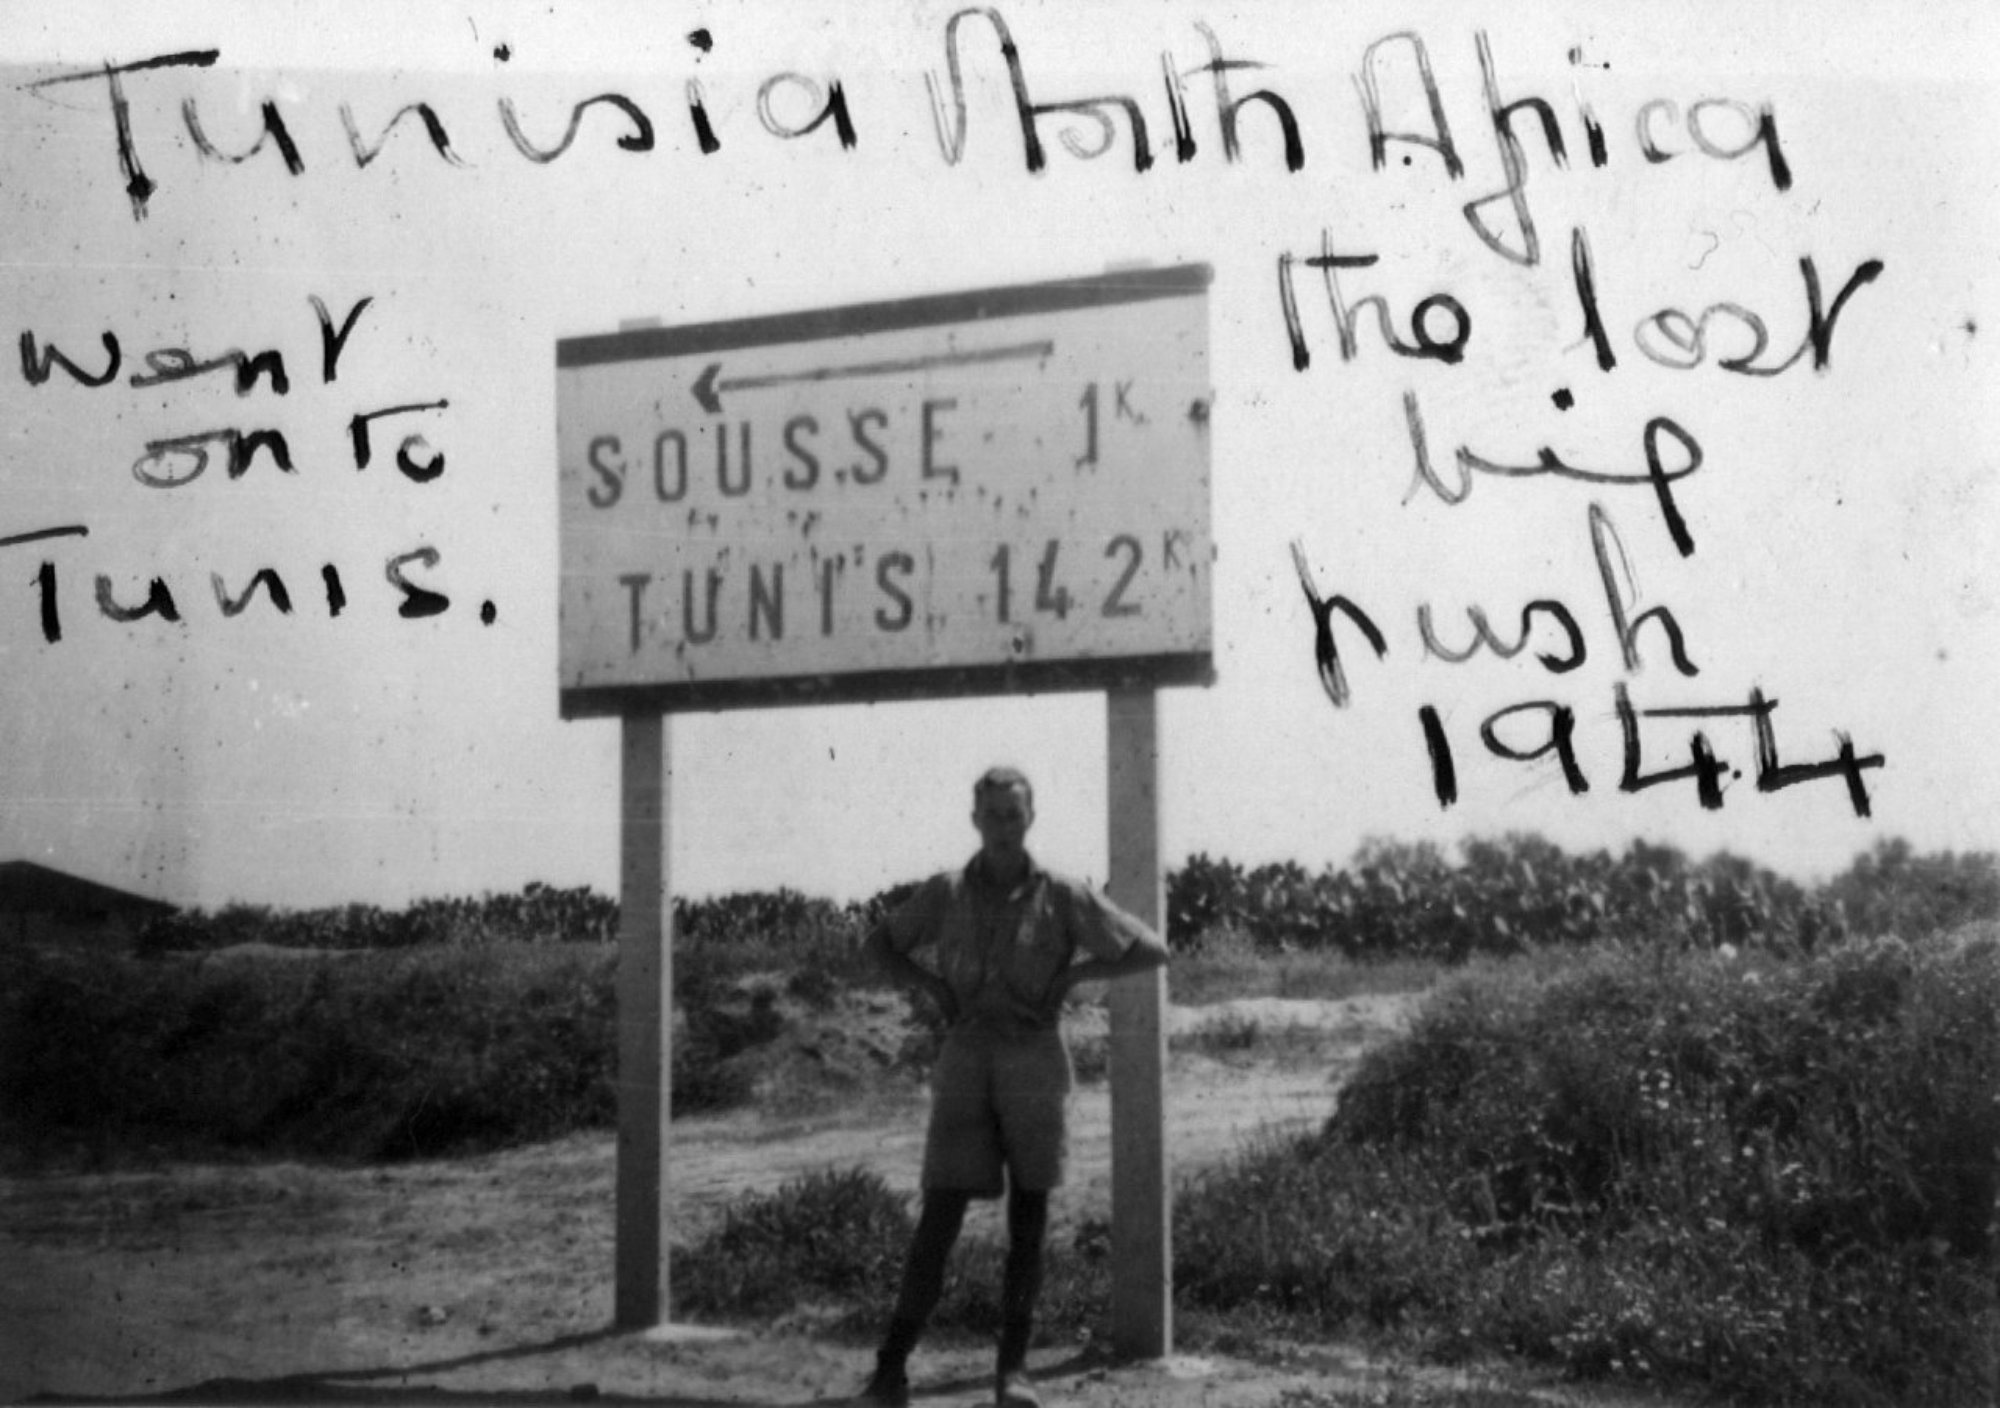 Tunisia North Africa
went
on to
Tunis.
SOUSSE 1K.
TUNIS 142K.
the last
big
push
1944